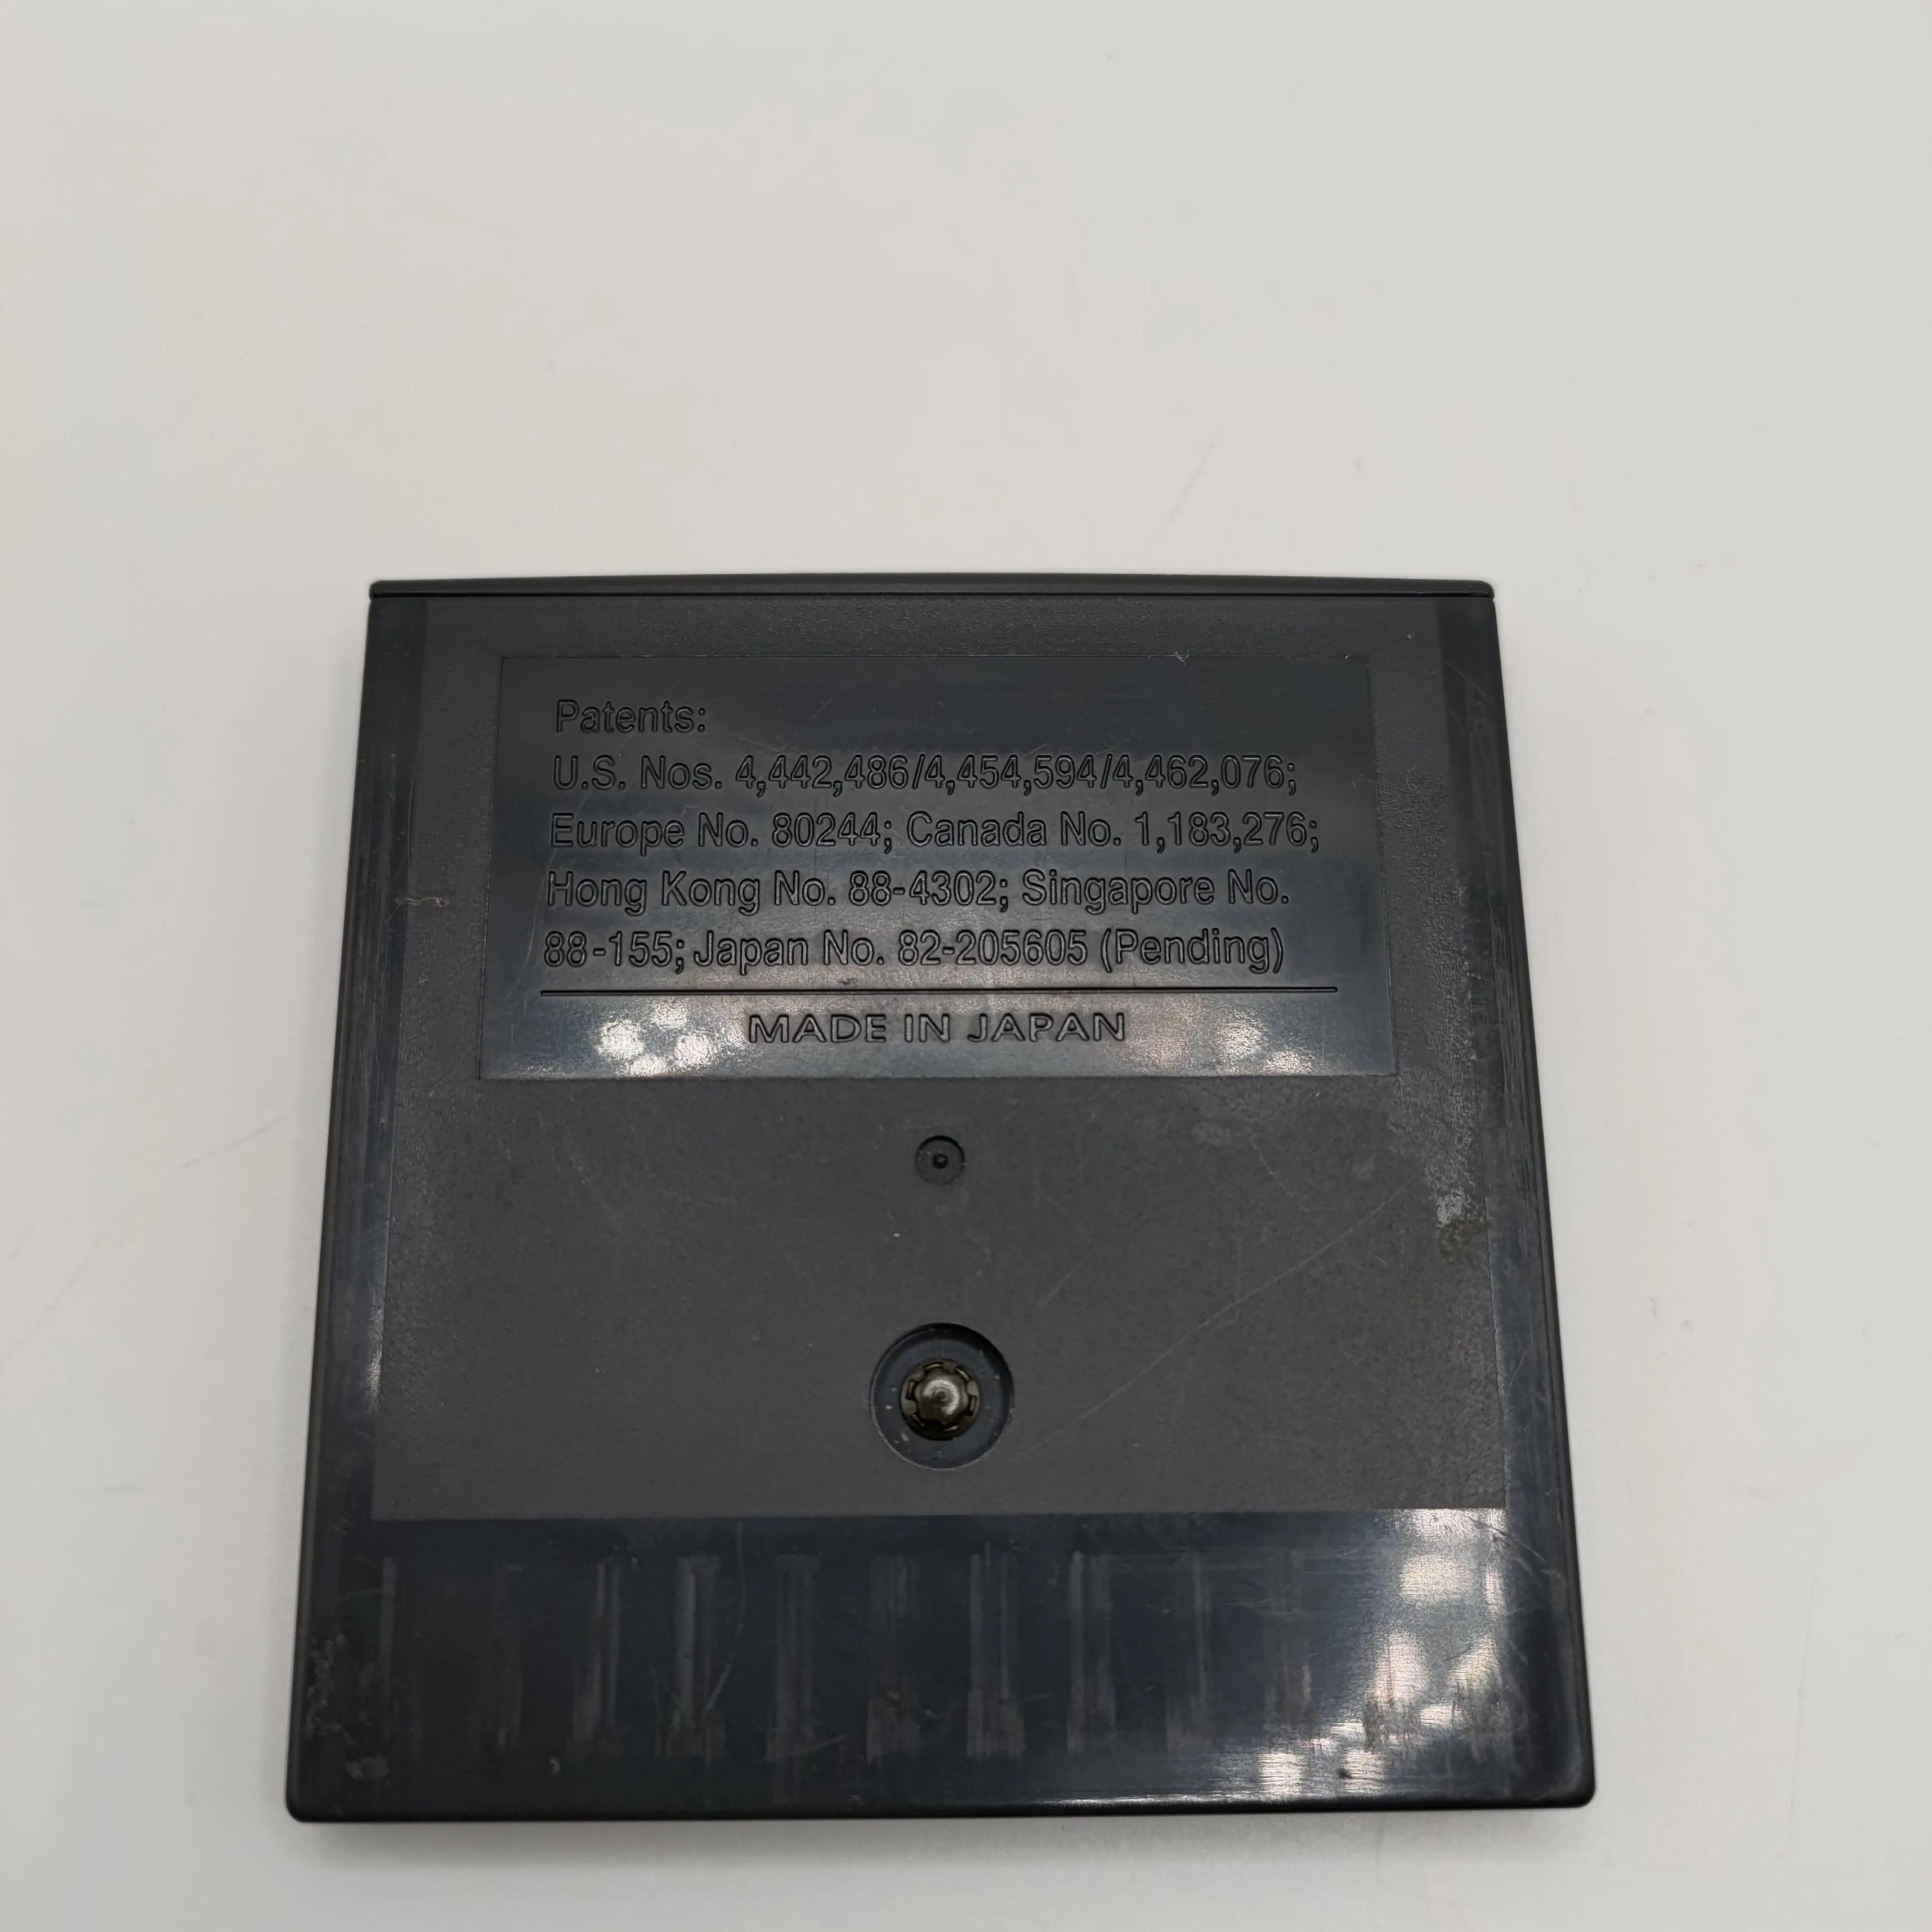 Patents:
U.S. Nos. 4,442,486/4,454,594/4,462,076;
Europe No. 80244; Canada No. 1,183,276;
Hong Kong No. 88-4302; Singapore No.
88-155; Japan No. 82-205605 (Pending)
MADE IN JAPAN